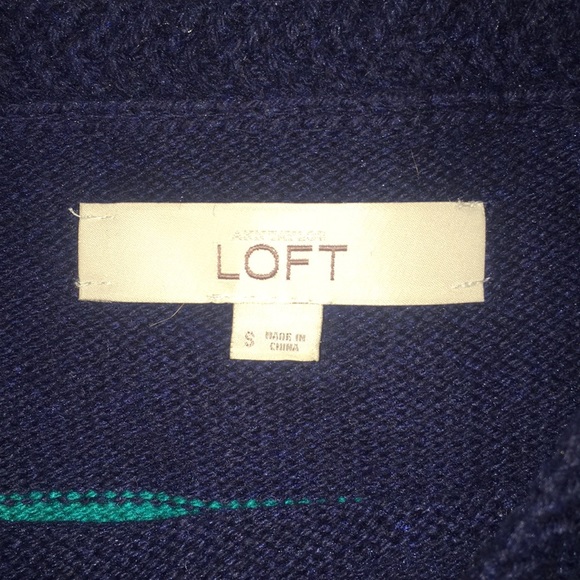 ANN TAYLOR
LOFT
S
MADE IN
CHINA